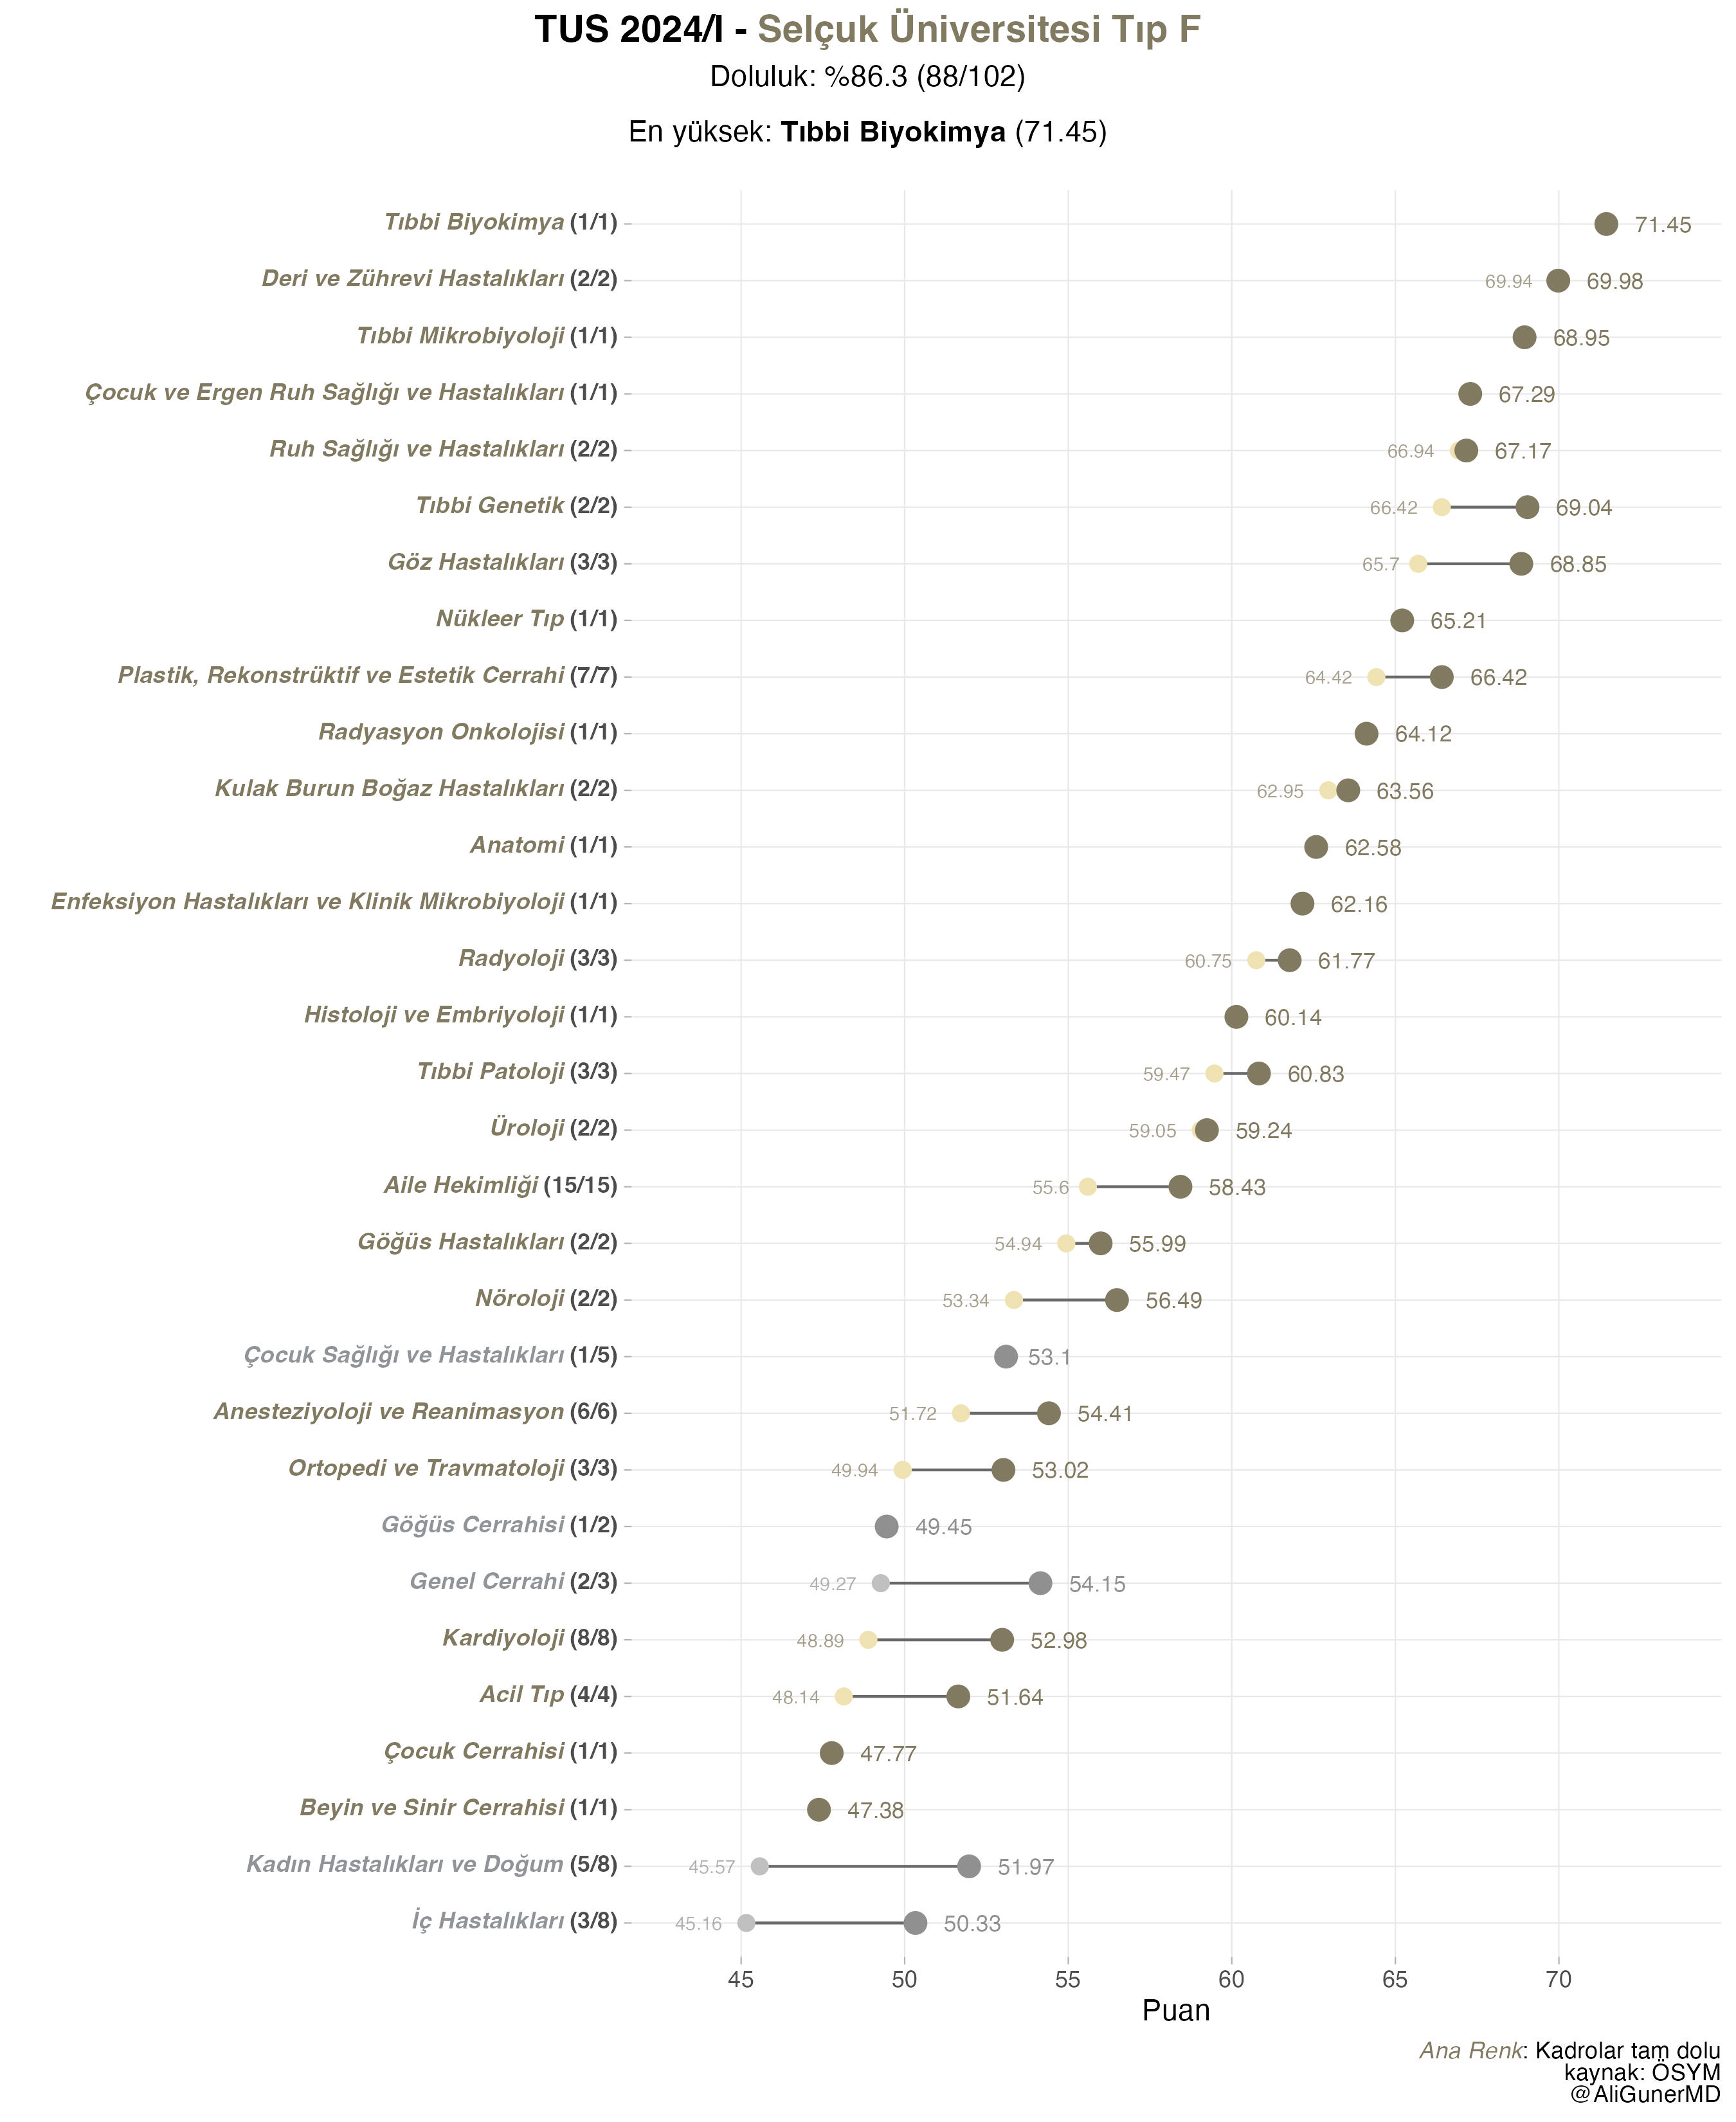 TUS 2024/I - Selçuk Üniversitesi Tıp F
Doluluk: %86.3 (88/102)
En yüksek: Tıbbi Biyokimya (71.45)
Tıbbi Biyokimya (1/1) 71.45
Deri ve Zührevi Hastalıkları (2/2) 69.94 69.98
Tıbbi Mikrobiyoloji (1/1) 68.95
Çocuk ve Ergen Ruh Sağlığı ve Hastalıkları (1/1) 67.29
Ruh Sağlığı ve Hastalıkları (2/2) 66.94 67.17
Tıbbi Genetik (2/2) 66.42 69.04
Göz Hastalıkları (3/3) 65.7 68.85
Nükleer Tıp (1/1) 65.21
Plastik, Rekonstrüktif ve Estetik Cerrahi (7/7) 64.42 66.42
Radyasyon Onkolojisi (1/1) 64.12
Kulak Burun Boğaz Hastalıkları (2/2) 62.95 63.56
Anatomi (1/1) 62.58
Enfeksiyon Hastalıkları ve Klinik Mikrobiyoloji (1/1) 62.16
Radyoloji (3/3) 60.75 61.77
Histoloji ve Embriyoloji (1/1) 60.14
Tıbbi Patoloji (3/3) 59.47 60.83
Üroloji (2/2) 59.05 59.24
Aile Hekimliği (15/15) 55.6 58.43
Göğüs Hastalıkları (2/2) 54.94 55.99
Nöroloji (2/2) 53.34 56.49
Çocuk Sağlığı ve Hastalıkları (1/5) 53.1
Anesteziyoloji ve Reanimasyon (6/6) 51.72 54.41
Ortopedi ve Travmatoloji (3/3) 49.94 53.02
Göğüs Cerrahisi (1/2) 49.45
Genel Cerrahi (2/3) 49.27 54.15
Kardiyoloji (8/8) 48.89 52.98
Acil Tıp (4/4) 48.14 51.64
Çocuk Cerrahisi (1/1) 47.77
Beyin ve Sinir Cerrahisi (1/1) 47.38
Kadın Hastalıkları ve Doğum (5/8) 45.57 51.97
İç Hastalıkları (3/8) 45.16 50.33
45 50 55 60 65 70
Puan
Ana Renk: Kadrolar tam dolu
kaynak: ÖSYM
@AliGunerMD